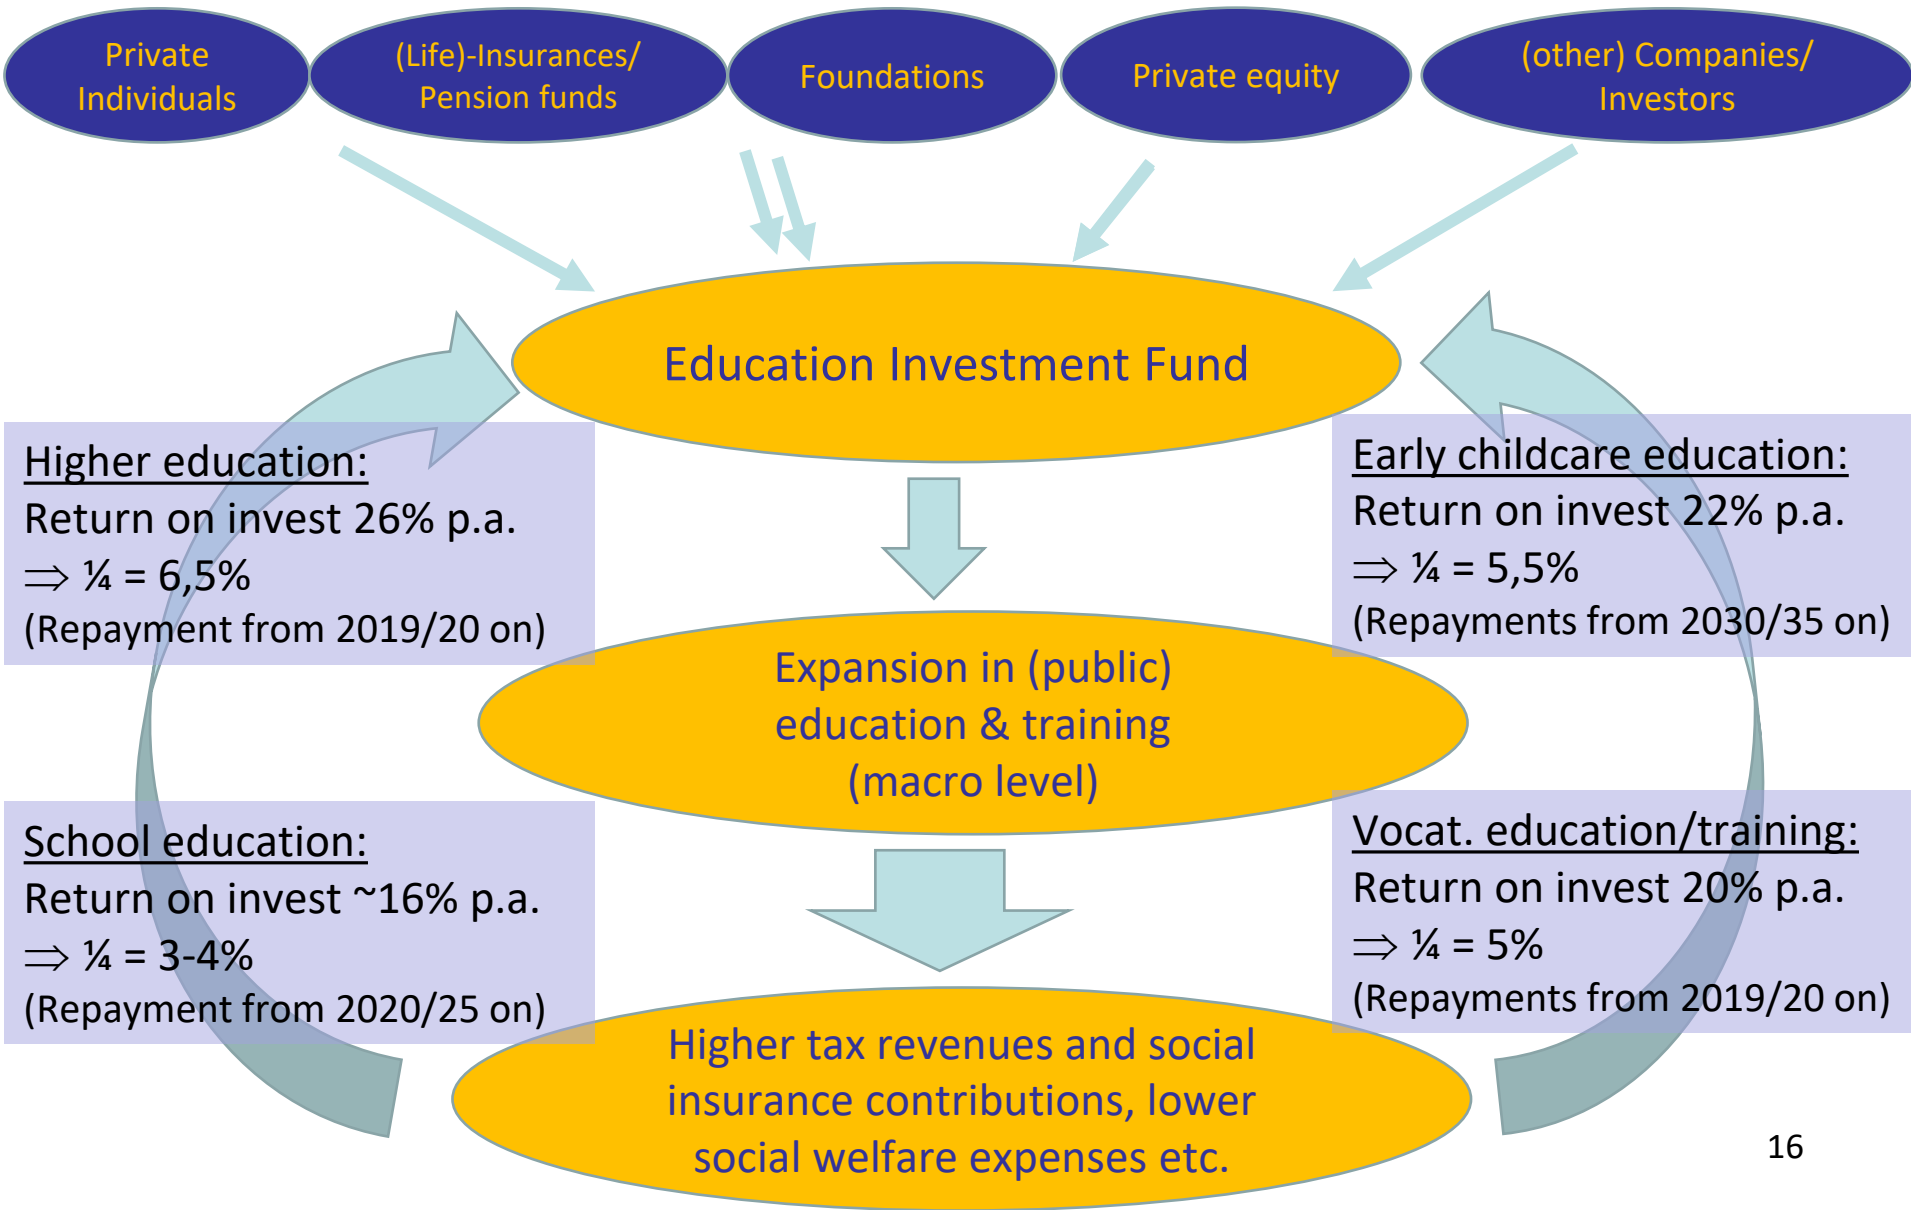 Private
Individuals
(Life)-Insurances/
Pension funds
Foundations
Private equity
(other) Companies/
Investors
Education Investment Fund
Higher education:
Return on invest 26% p.a.
⇒ ¼ = 6,5%
(Repayment from 2019/20 on)
Early childcare education:
Return on invest 22% p.a.
⇒ ¼ = 5,5%
(Repayments from 2030/35 on)
Expansion in (public)
education & training
(macro level)
School education:
Return on invest ~16% p.a.
⇒ ¼ = 3-4%
(Repayment from 2020/25 on)
Vocat. education/training:
Return on invest 20% p.a.
⇒ ¼ = 5%
(Repayments from 2019/20 on)
Higher tax revenues and social
insurance contributions, lower
social welfare expenses etc.
16